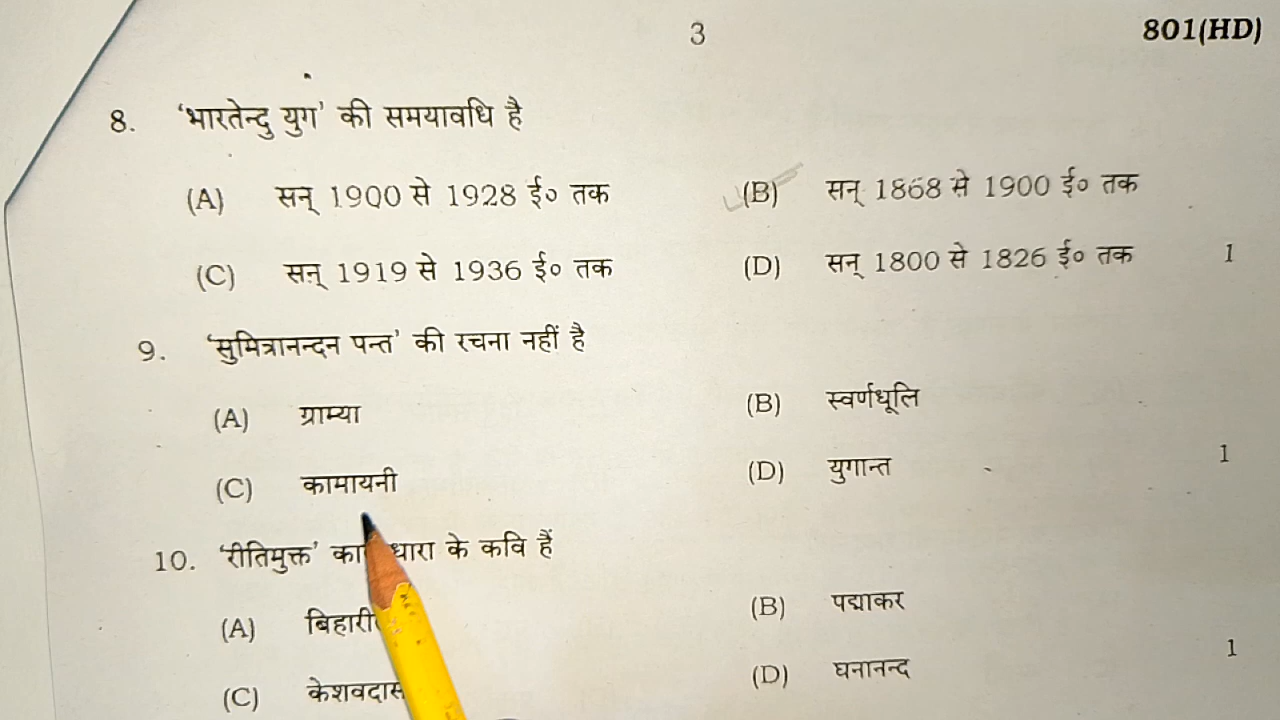 3
801(HD)
8. ‘भारतेन्दु युग’ की समयावधि है
(A) सन् 1900 से 1928 ई० तक
(B) सन् 1868 से 1900 ई० तक
(C) सन् 1919 से 1936 ई० तक
(D) सन् 1800 से 1826 ई० तक 1
9. ‘सुमित्रानन्दन पन्त’ की रचना नहीं है
(A) ग्राम्या
(B) स्वर्णधूलि
(C) कामायनी
(D) युगान्त 1
10. ‘रीतिमुक्त’ धारा के कवि हैं
(A)
(B) पद्माकर
(C) केशवदास
(D) घनानन्द 1